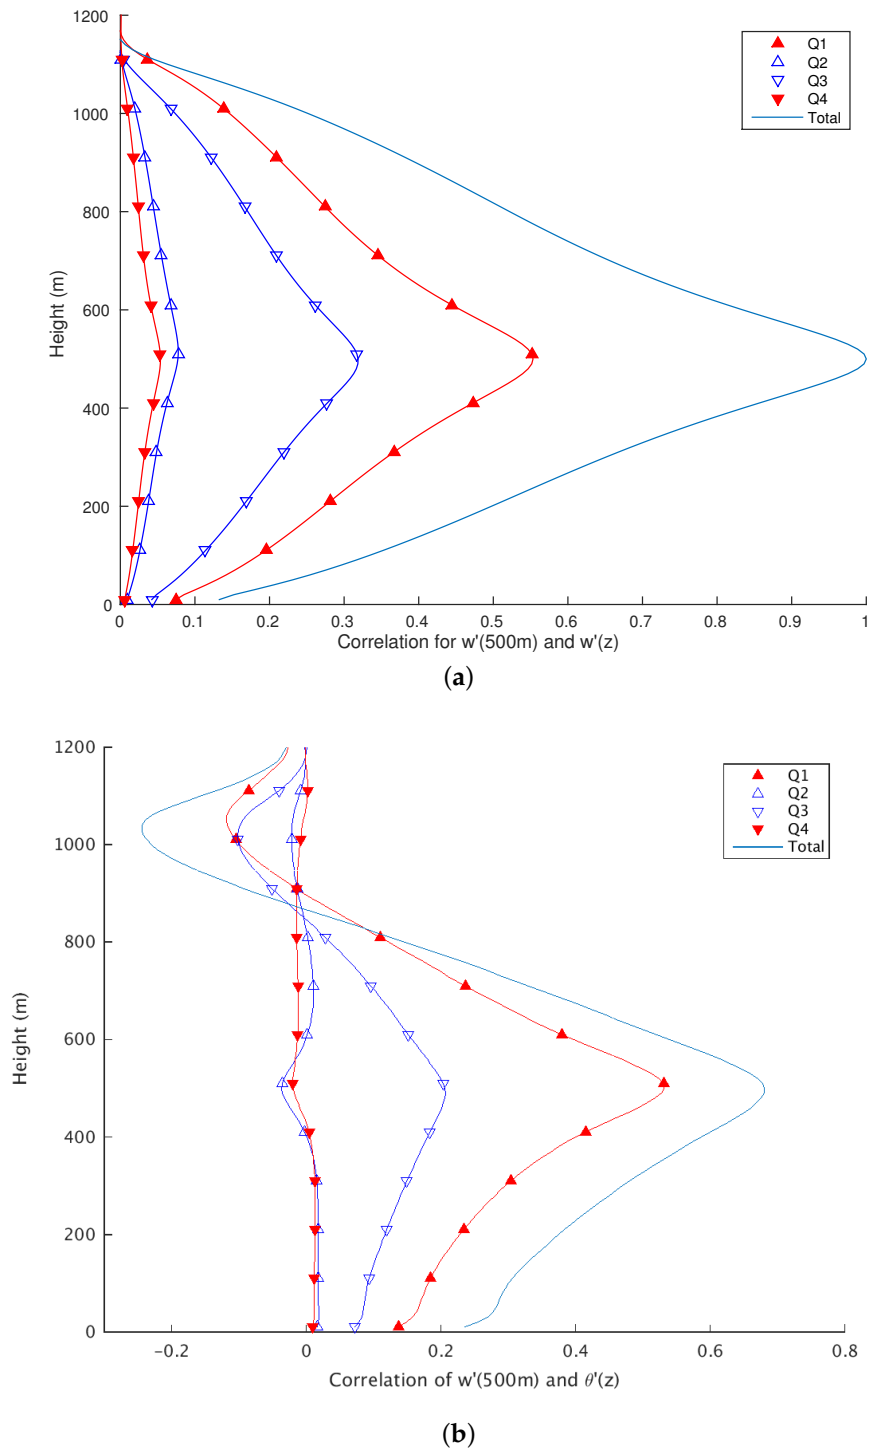 1200
1000
800
600
400
200
0
Height (m)
Q1
Q2
Q3
Q4
Total
0 0.1 0.2 0.3 0.4 0.5 0.6 0.7 0.8 0.9 1
Correlation for w'(500m) and w'(z)
(a)
1200
1000
800
600
400
200
0
Height (m)
Q1
Q2
Q3
Q4
Total
-0.2 0 0.2 0.4 0.6 0.8
Correlation of w'(500m) and θ'(z)
(b)